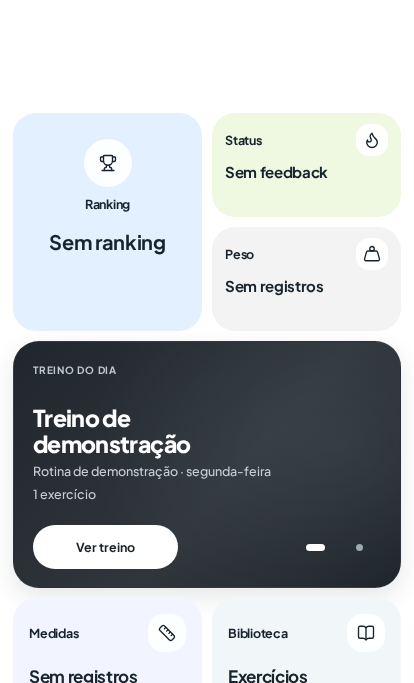 Ranking
Sem ranking
Status
Sem feedback
Peso
Sem registros
TREINO DO DIA
Treino de
demonstração
Rotina de demonstração · segunda-feira
1 exercício
Ver treino
Medidas
Sem registros
Biblioteca
Exercícios